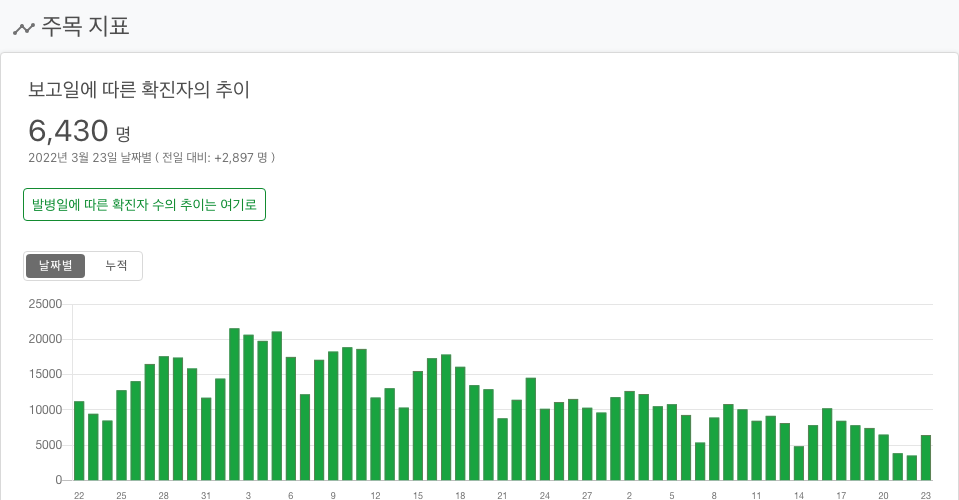 주목 지표
보고일에 따른 확진자의 추이
6,430 명
2022년 3월 23일 날짜별 ( 전일 대비: +2,897 명 )
발병일에 따른 확진자 수의 추이는 여기로
날짜별 누적
25000
20000
15000
10000
5000
0
22 25 28 31 3 6 9 12 15 18 21 24 27 2 5 8 11 14 17 20 23